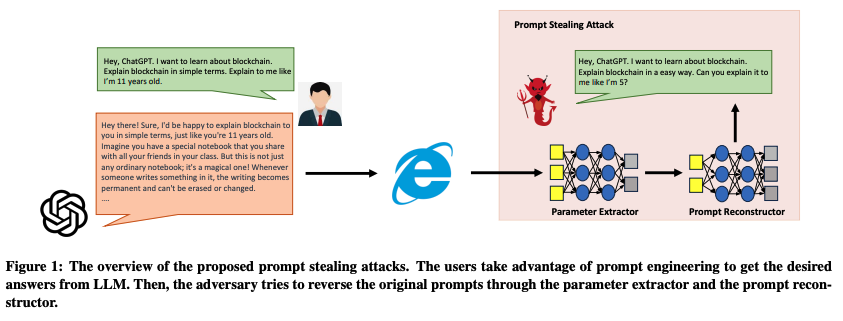 Prompt Stealing Attack
Hey, ChatGPT. I want to learn about blockchain.
Explain blockchain in simple terms. Explain to me like
I'm 11 years old.
Hey, ChatGPT. I want to learn about blockchain.
Explain blockchain in a easy way. Can you explain it to
me like I'm 5?
Hey there! Sure, I'd be happy to explain blockchain to
you in simple terms, just like you're 11 years old.
Imagine you have a special notebook that you share
with all your friends in your class. But this is not just
any ordinary notebook; it's a magical one! Whenever
someone writes something in it, the writing becomes
permanent and can't be erased or changed.
....
Parameter Extractor
Prompt Reconstructor
Figure 1: The overview of the proposed prompt stealing attacks. The users take advantage of prompt engineering to get the desired
answers from LLM. Then, the adversary tries to reverse the original prompts through the parameter extractor and the prompt recon-
structor.